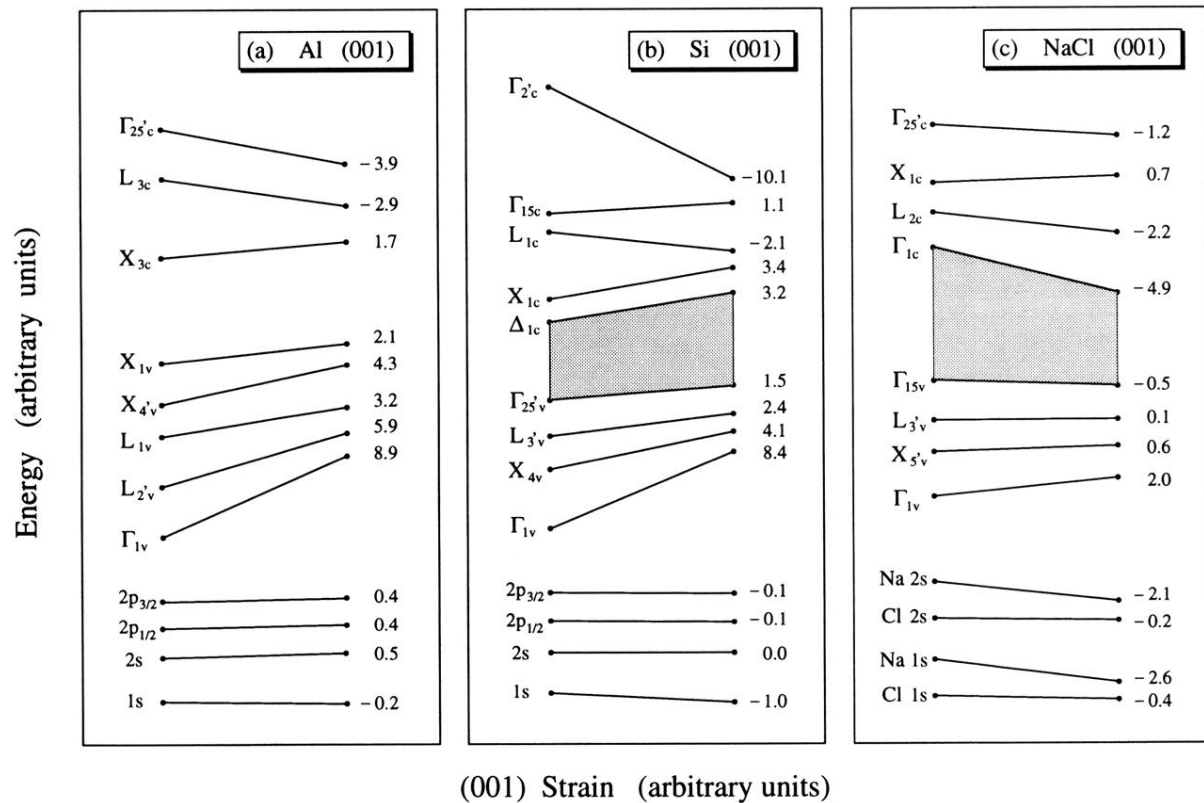 Energy (arbitrary units)
(a) Al (001)
Γ25'c −3.9
L3c −2.9
X3c 1.7
X1v 2.1
X4'v 4.3
L1v 3.2
L2'v 5.9
Γ1v 8.9
2p3/2 0.4
2p1/2 0.4
2s 0.5
1s −0.2
(b) Si (001)
Γ2'c −10.1
Γ15c 1.1
L1c −2.1
X1c 3.4
Δ1c 3.2
Γ25'v 1.5
L3'v 2.4
X4v 4.1
Γ1v 8.4
2p3/2 −0.1
2p1/2 −0.1
2s 0.0
1s −1.0
(c) NaCl (001)
Γ25'c −1.2
X1c 0.7
L2c −2.2
Γ1c −4.9
Γ15v −0.5
L3'v 0.1
X5'v 0.6
Γ1v 2.0
Na 2s −2.1
Cl 2s −0.2
Na 1s −2.6
Cl 1s −0.4
(001) Strain (arbitrary units)